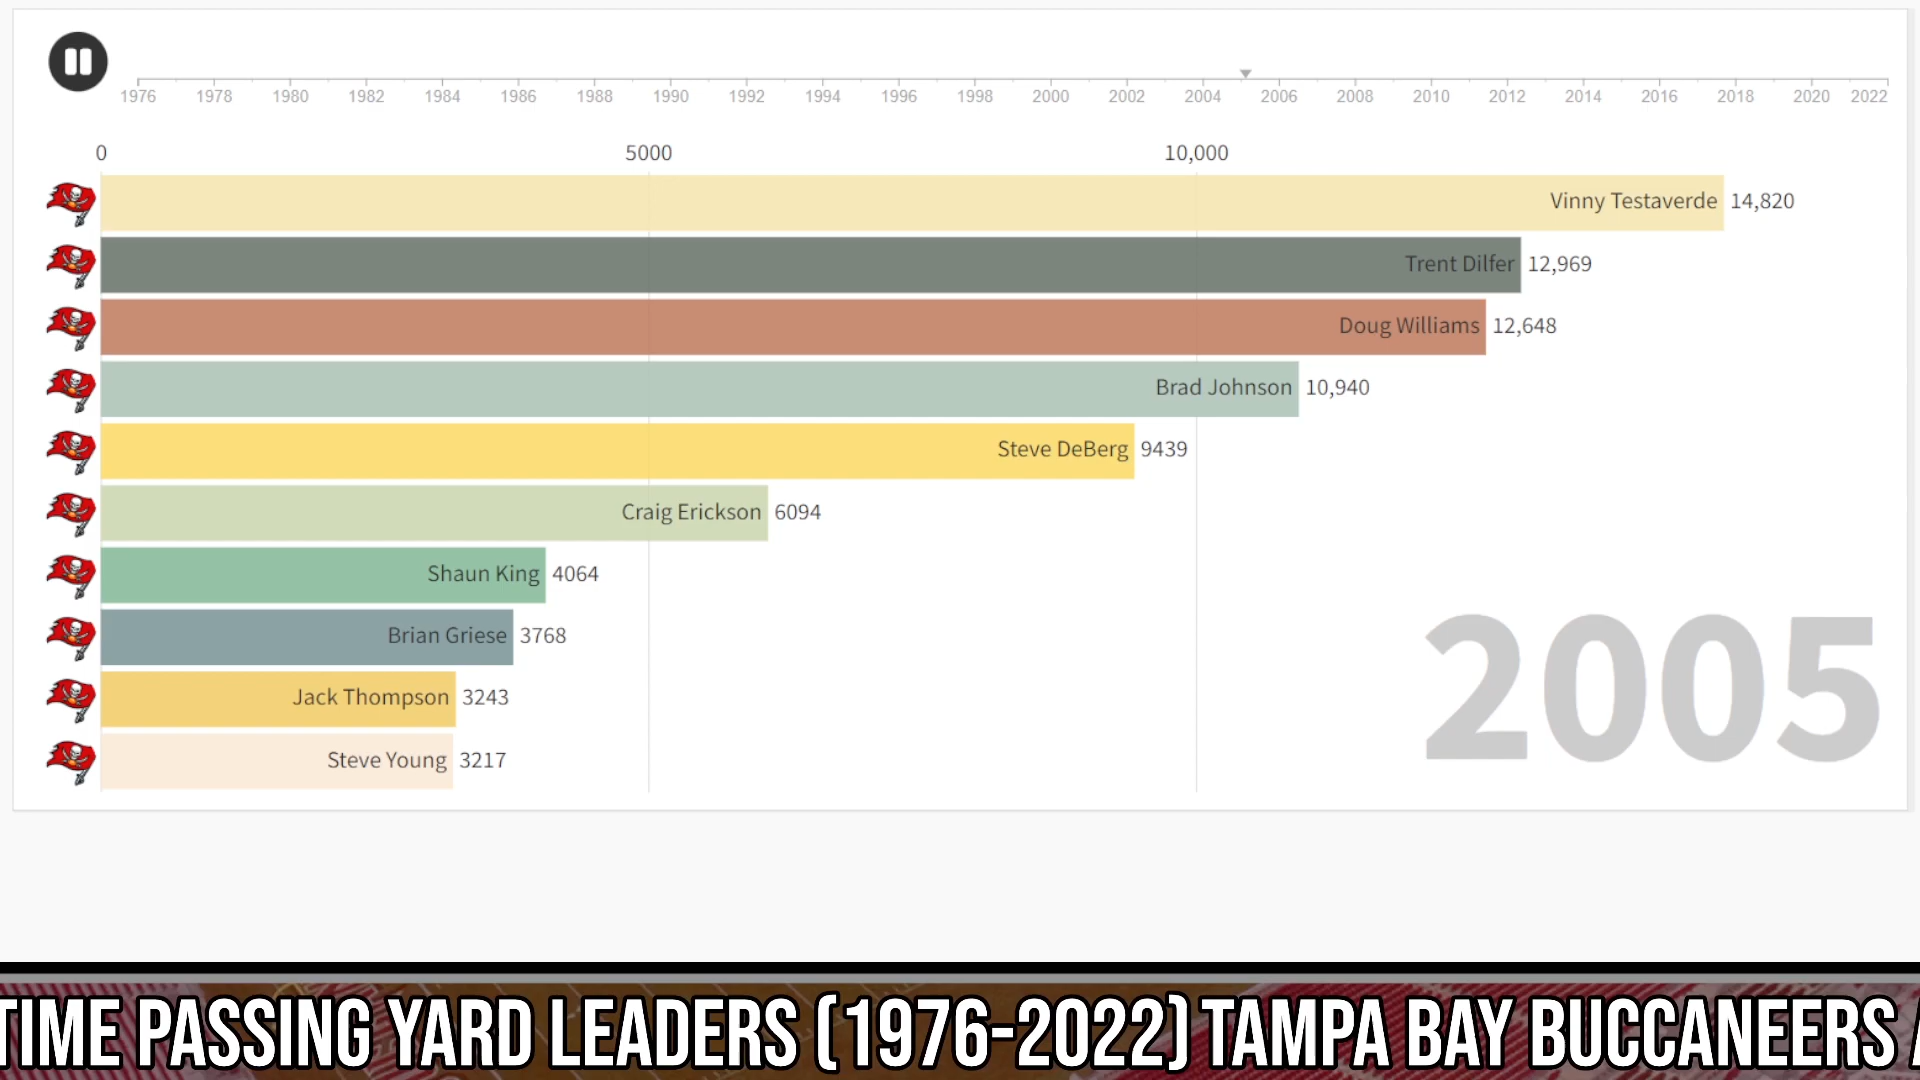 1976 1978 1980 1982 1984 1986 1988 1990 1992 1994 1996 1998 2000 2002 2004 2006 2008 2010 2012 2014 2016 2018 2020 2022
0 5000 10,000
Vinny Testaverde 14,820
Trent Dilfer 12,969
Doug Williams 12,648
Brad Johnson 10,940
Steve DeBerg 9439
Craig Erickson 6094
Shaun King 4064
Brian Griese 3768
Jack Thompson 3243
Steve Young 3217
2005
TIME PASSING YARD LEADERS (1976-2022) TAMPA BAY BUCCANEERS